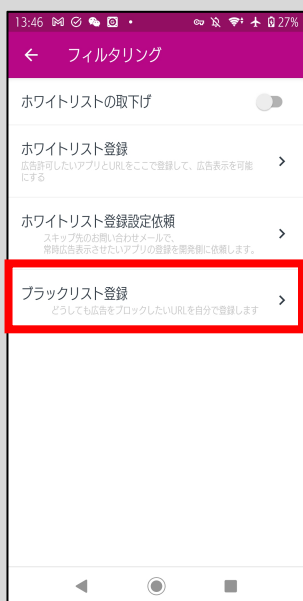 13:46 27%
フィルタリング
ホワイトリストの取下げ
ホワイトリスト登録
広告許可したいアプリとURLをここで登録して、広告表示を可能
にする
ホワイトリスト登録設定依頼
スキップ先のお問い合わせメールで、
常時広告表示させたいアプリの登録を開発側に依頼します。
ブラックリスト登録
どうしても広告をブロックしたいURLを自分で登録します